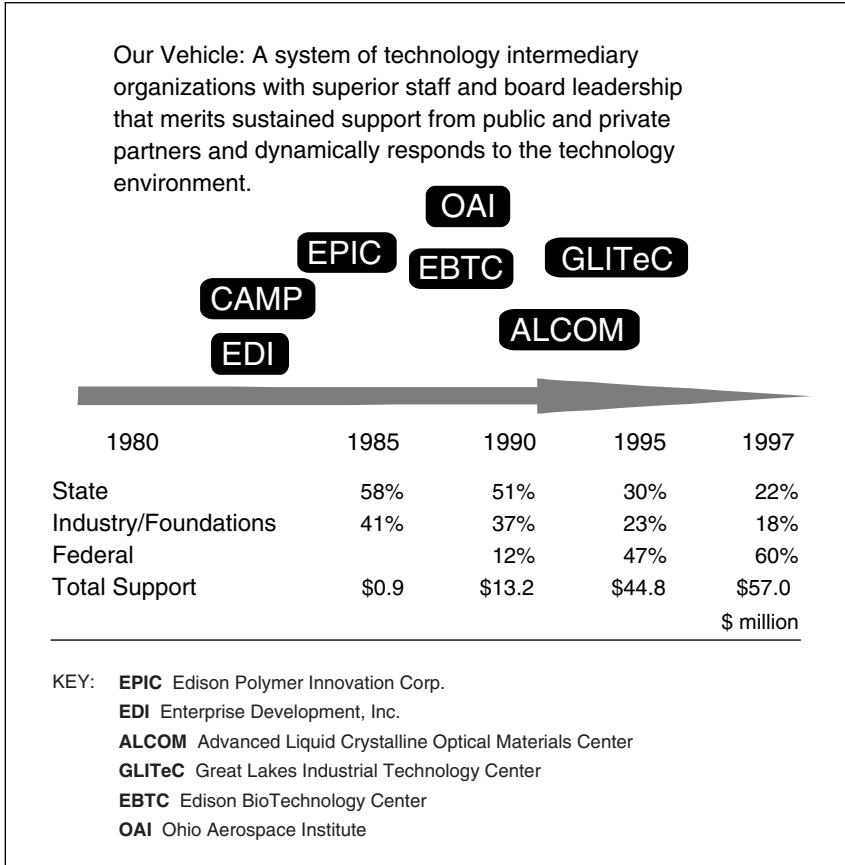 Our Vehicle: A system of technology intermediary
organizations with superior staff and board leadership
that merits sustained support from public and private
partners and dynamically responds to the technology
environment.
OAI
EPIC EBTC GLITeC
CAMP
ALCOM
EDI
1980 1985 1990 1995 1997
State 58% 51% 30% 22%
Industry/Foundations 41% 37% 23% 18%
Federal 12% 47% 60%
Total Support $0.9 $13.2 $44.8 $57.0
$ million
KEY: EPIC Edison Polymer Innovation Corp.
EDI Enterprise Development, Inc.
ALCOM Advanced Liquid Crystalline Optical Materials Center
GLITeC Great Lakes Industrial Technology Center
EBTC Edison BioTechnology Center
OAI Ohio Aerospace Institute